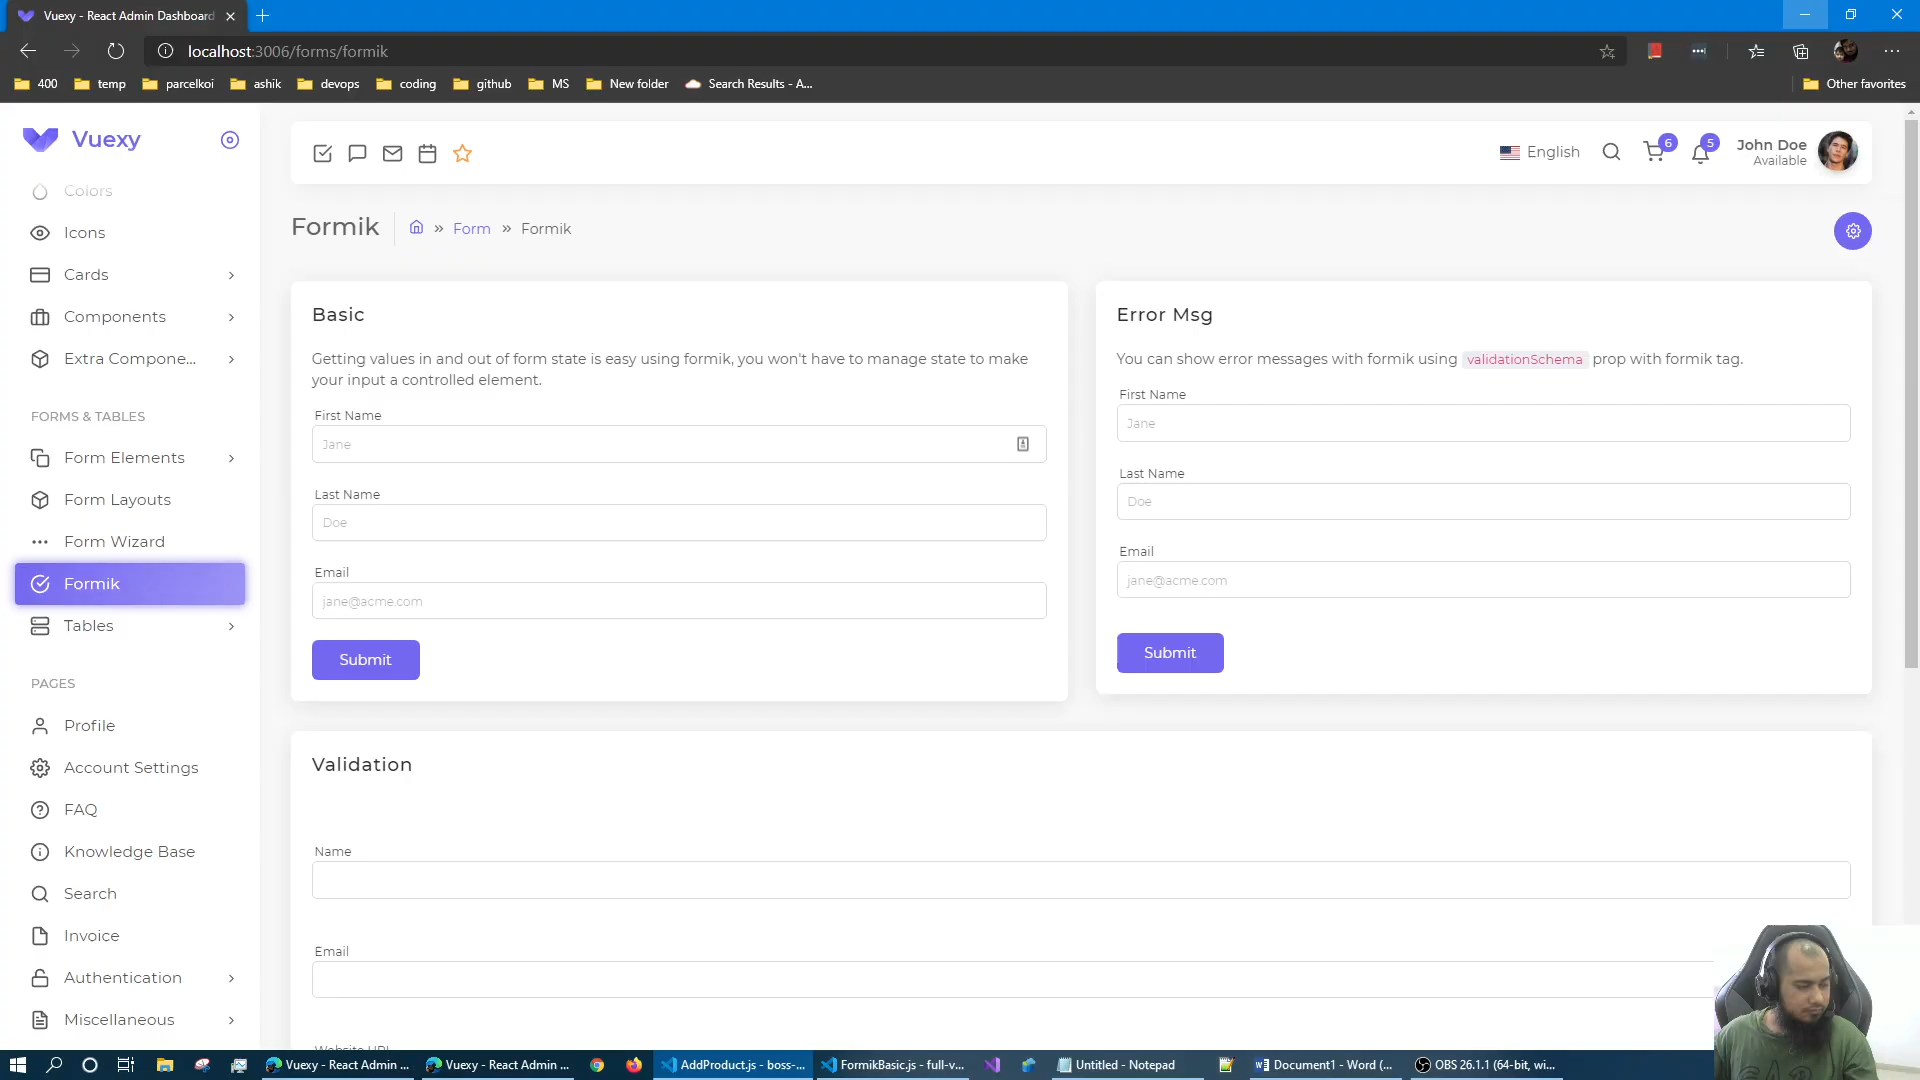 Vuexy - React Admin Dashboard
localhost:3006/forms/formik
400 temp parcelkoi ashik devops coding github MS New folder Search Results - A... Other favorites
Vuexy
English
6
5
John Doe
Available
Colors
Icons
Cards
Components
Extra Compone...
FORMS & TABLES
Form Elements
Form Layouts
Form Wizard
Formik
Tables
PAGES
Profile
Account Settings
FAQ
Knowledge Base
Search
Invoice
Authentication
Miscellaneous
Formik
» Form » Formik
Basic
Getting values in and out of form state is easy using formik, you won't have to manage state to make
your input a controlled element.
First Name
Jane
Last Name
Doe
Email
jane@acme.com
Submit
Error Msg
You can show error messages with formik using validationSchema prop with formik tag.
First Name
Jane
Last Name
Doe
Email
jane@acme.com
Submit
Validation
Name
Email
Website URL
Vuexy - React Admin ... Vuexy - React Admin ... AddProduct.js - boss-... FormikBasic.js - full-v... Untitled - Notepad Document1 - Word (... OBS 26.1.1 (64-bit, wi...